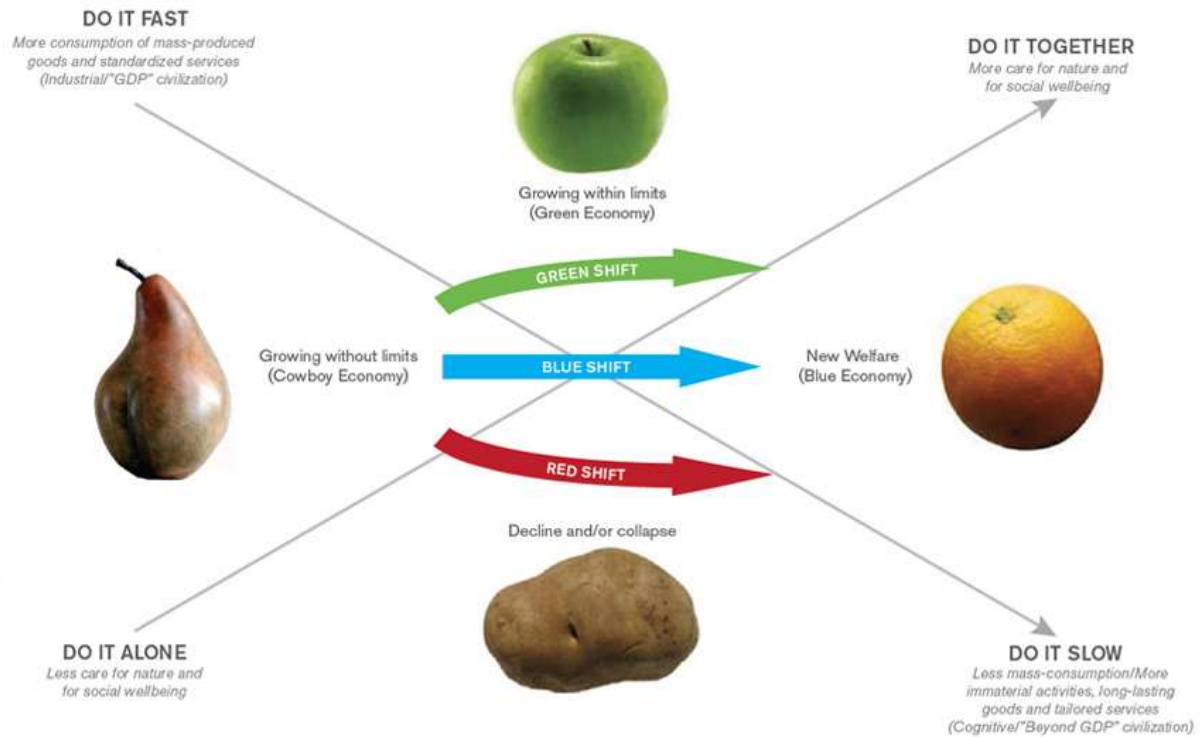 DO IT FAST
More consumption of mass-produced
goods and standardized services
(Industrial/"GDP" civilization)
DO IT TOGETHER
More care for nature and
for social wellbeing
Growing within limits
(Green Economy)
GREEN SHIFT
Growing without limits
(Cowboy Economy)
BLUE SHIFT
New Welfare
(Blue Economy)
RED SHIFT
Decline and/or collapse
DO IT ALONE
Less care for nature and
for social wellbeing
DO IT SLOW
Less mass-consumption/More
immaterial activities, long-lasting
goods and tailored services
(Cognitive/"Beyond GDP" civilization)